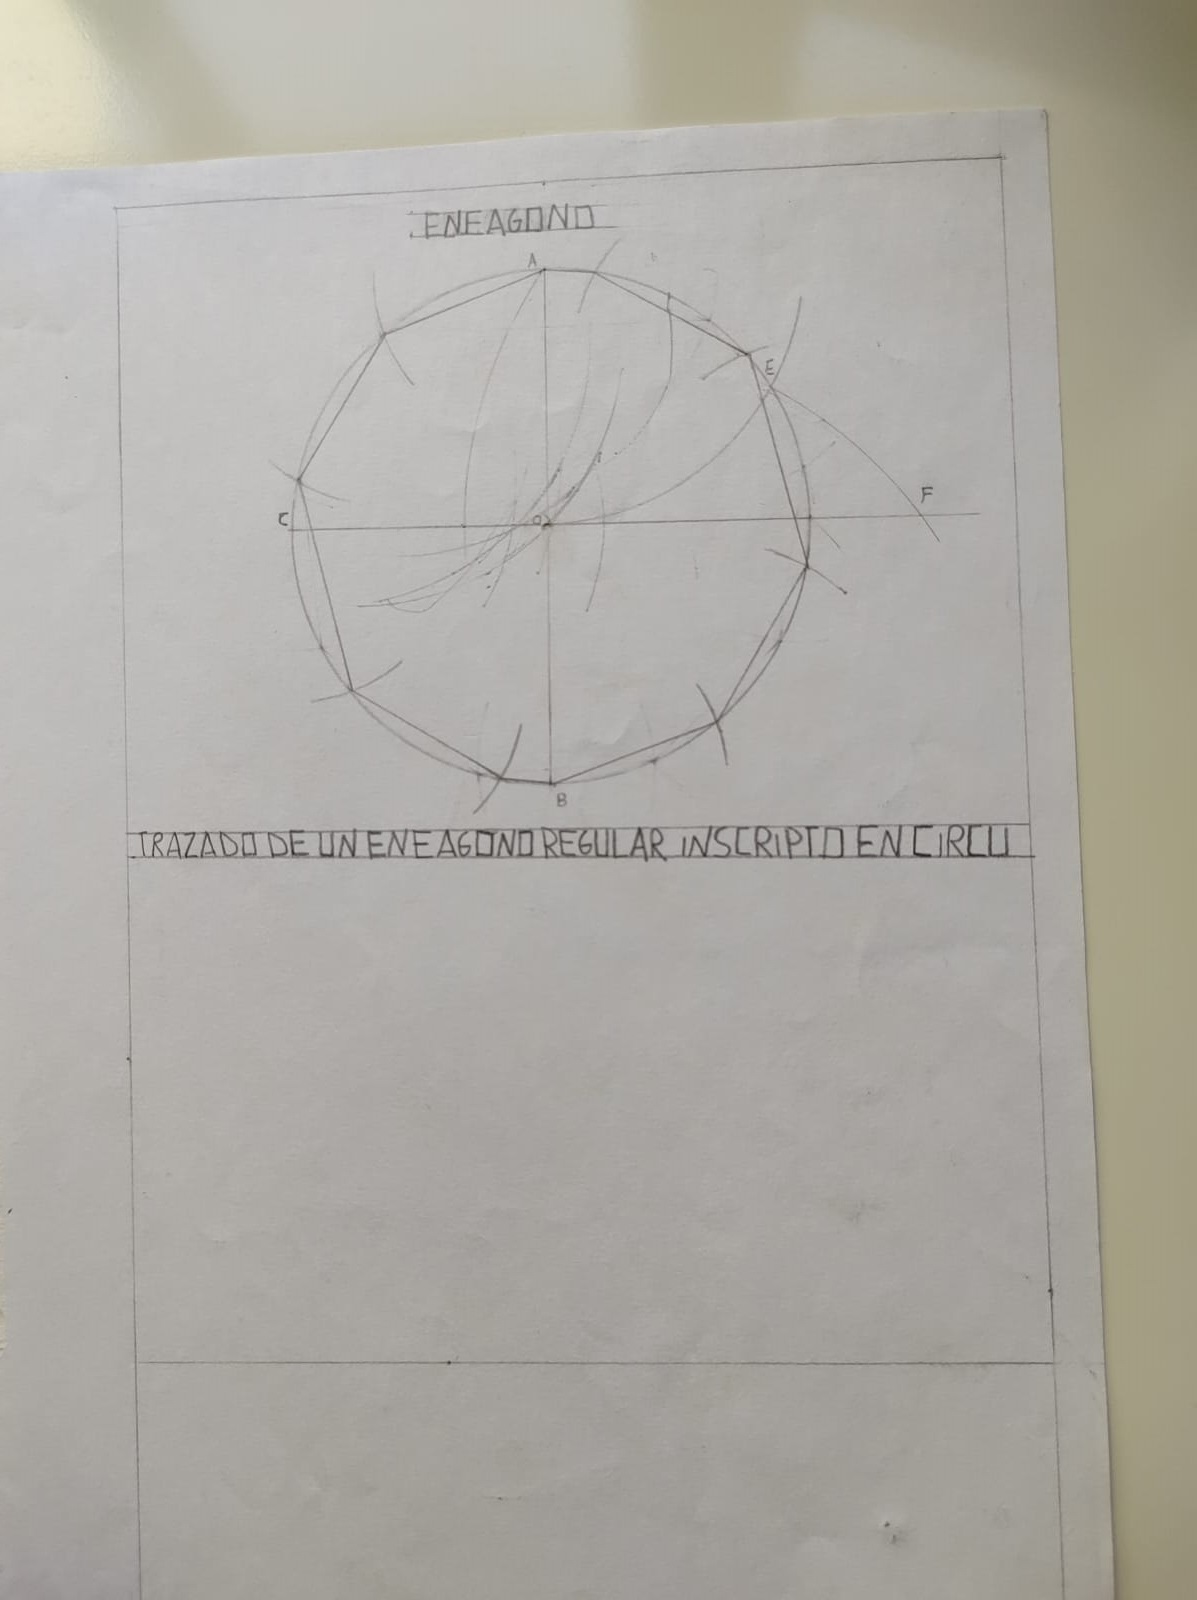 ENEAGONO
A
E
F
C
O
B
TRAZADO DE UN ENEAGONO REGULAR INSCRIPTO EN CIRCU